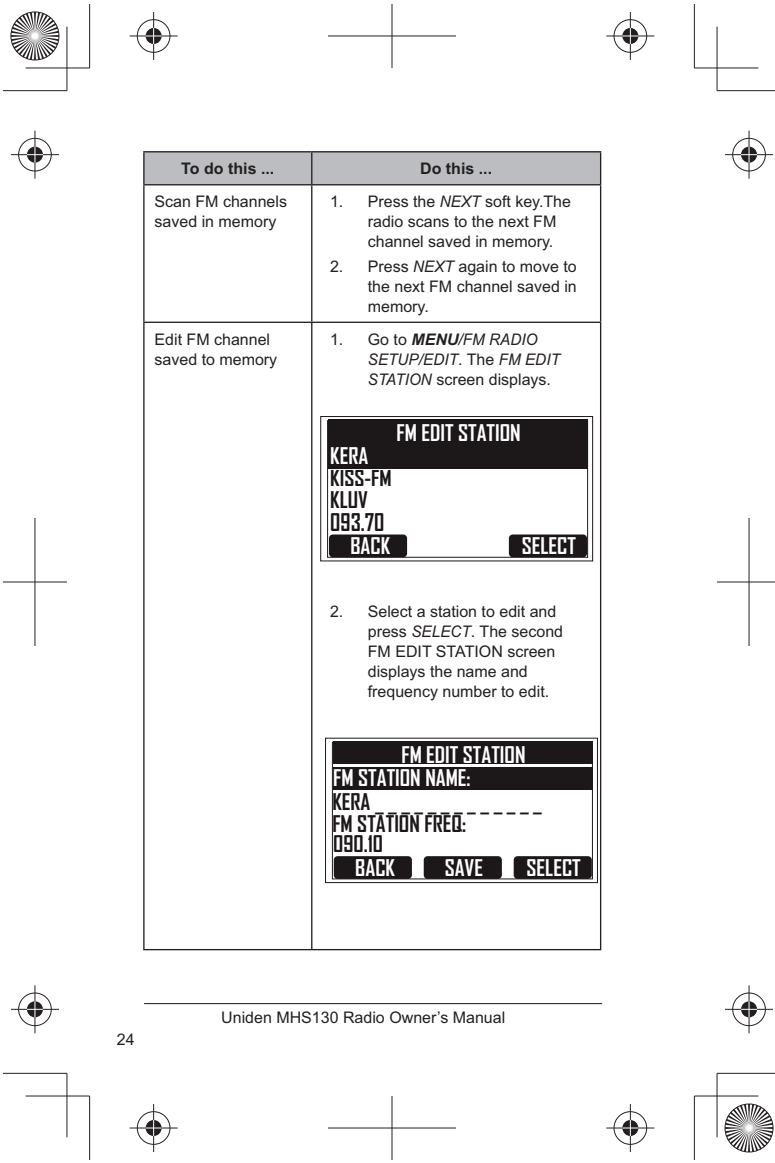 To do this ...
Do this ...
Scan FM channels
saved in memory
1. Press the NEXT soft key.The
radio scans to the next FM
channel saved in memory.
2. Press NEXT again to move to
the next FM channel saved in
memory.
Edit FM channel
saved to memory
1. Go to MENU/FM RADIO
SETUP/EDIT. The FM EDIT
STATION screen displays.
FM EDIT STATION
KERA
KISS-FM
KLUV
093.70
BACK SELECT
2. Select a station to edit and
press SELECT. The second
FM EDIT STATION screen
displays the name and
frequency number to edit.
FM EDIT STATION
FM STATION NAME:
KERA _ _ _ _ _ _ _ _ _ _ _ _ _
FM STATION FREQ:
090.10
BACK SAVE SELECT
Uniden MHS130 Radio Owner's Manual
24